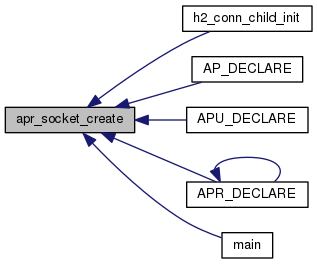 h2_conn_child_init
AP_DECLARE
apr_socket_create
APU_DECLARE
APR_DECLARE
main